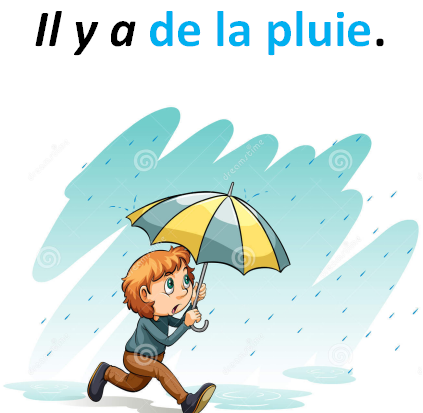 Il y a de la pluie.